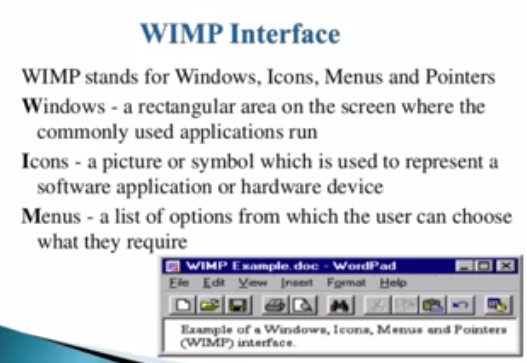 WIMP Interface
WIMP stands for Windows, Icons, Menus and Pointers
Windows - a rectangular area on the screen where the
commonly used applications run
Icons - a picture or symbol which is used to represent a
software application or hardware device
Menus - a list of options from which the user can choose
what they require
WIMP Example.doc - WordPad
File Edit View Insert Format Help
Example of a Windows, Icons, Menus and Pointers
(WIMP) interface.